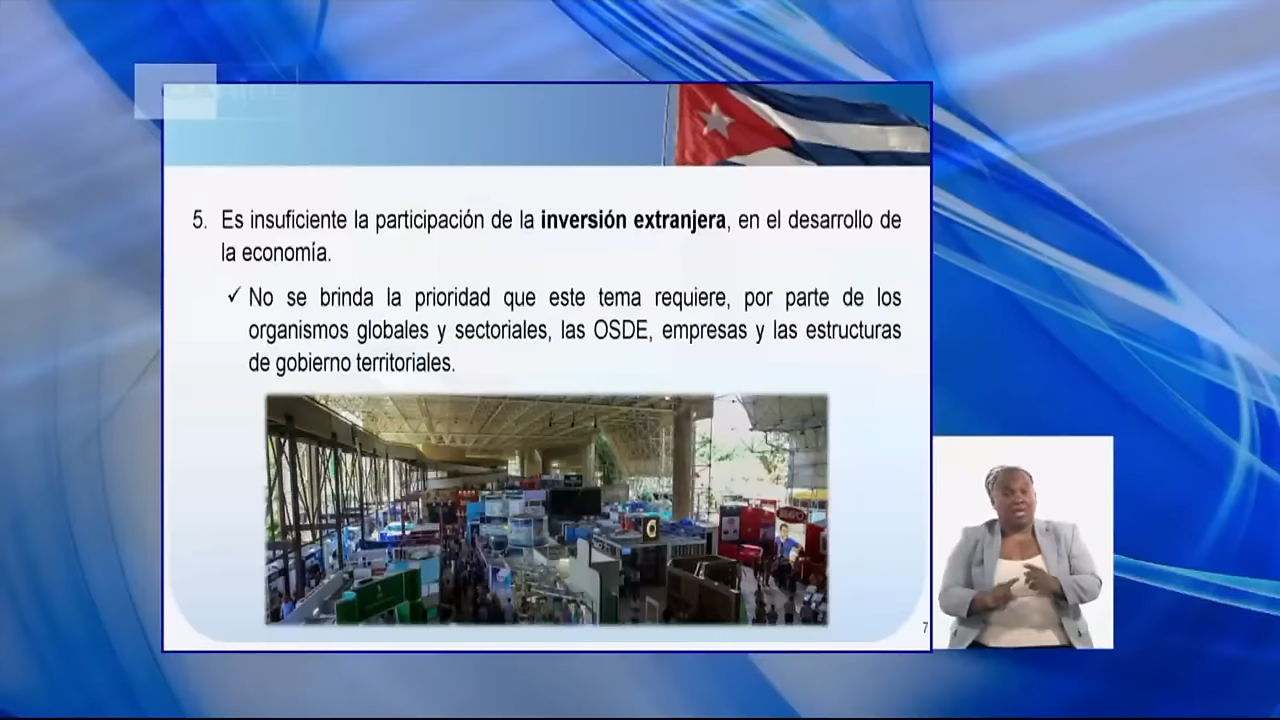 5. Es insuficiente la participación de la inversión extranjera, en el desarrollo de
la economía.
✓ No se brinda la prioridad que este tema requiere, por parte de los
organismos globales y sectoriales, las OSDE, empresas y las estructuras
de gobierno territoriales.
7